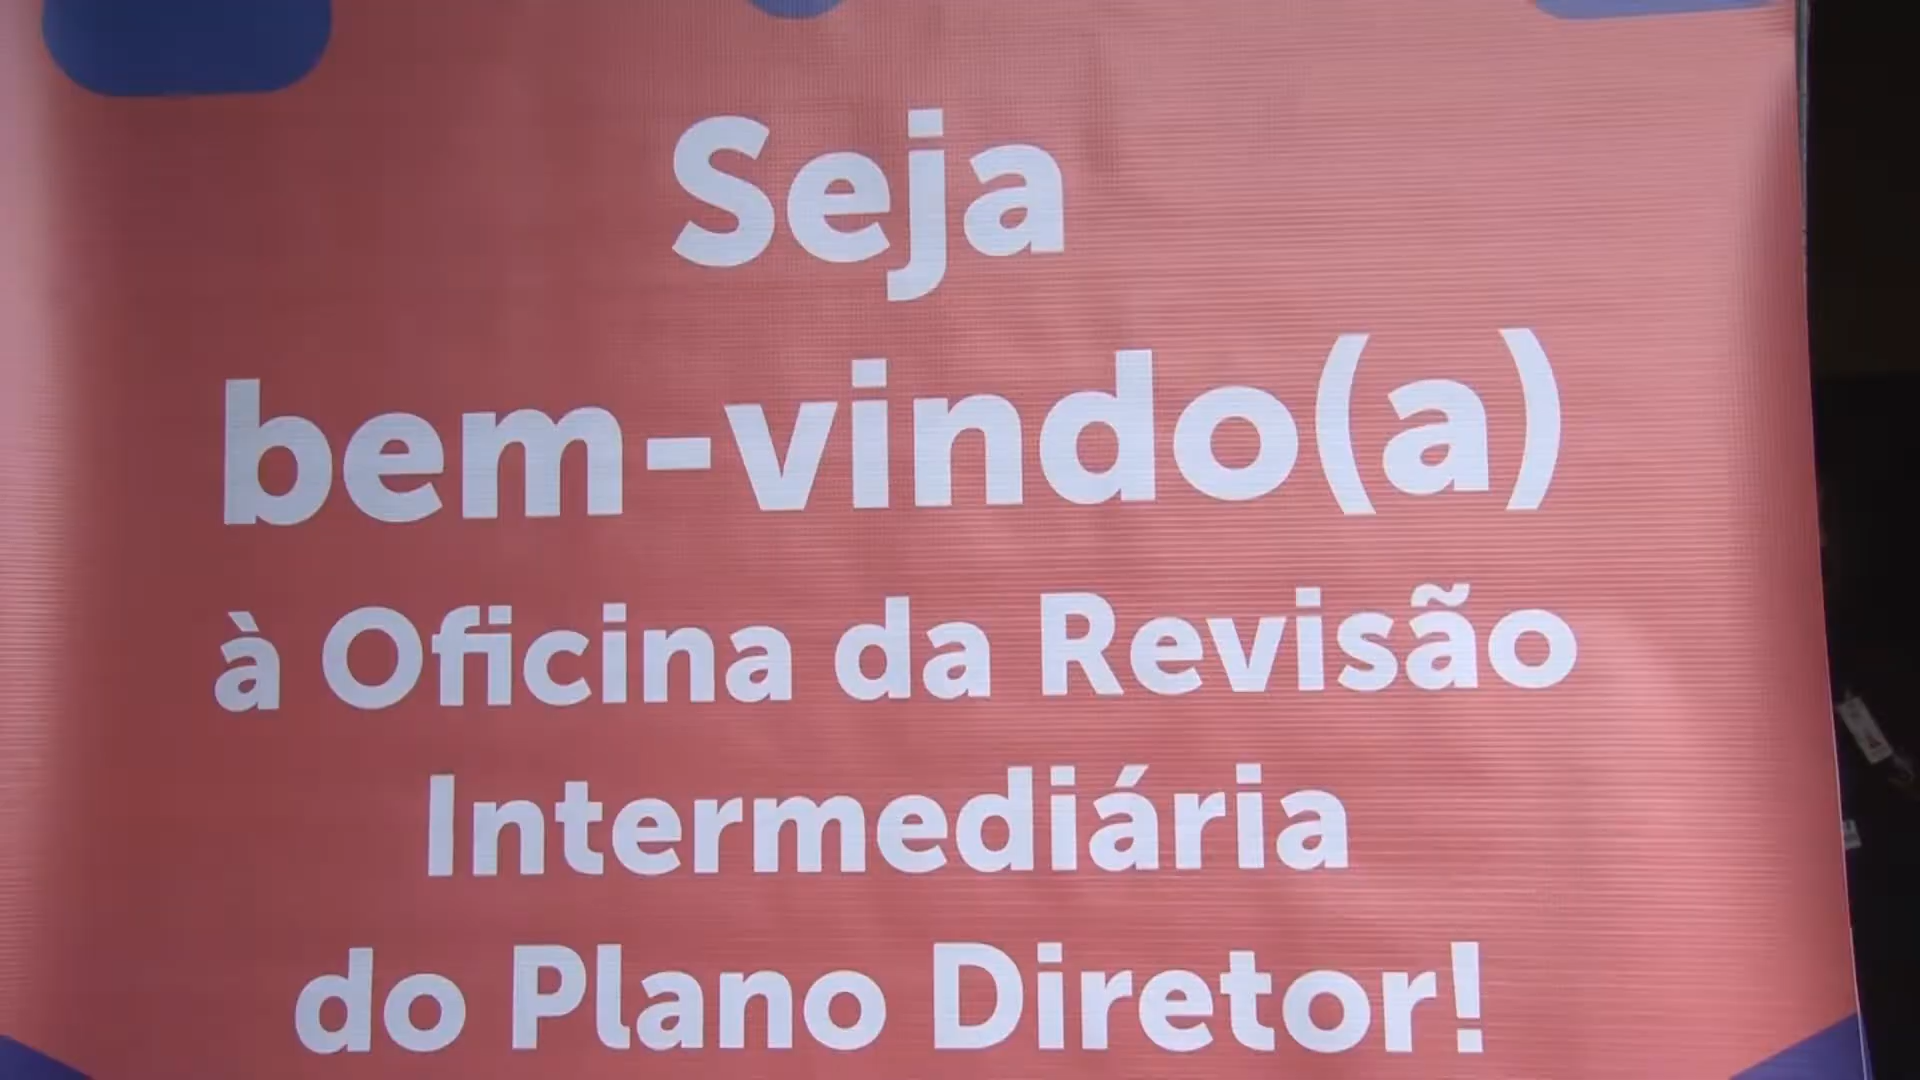 Seja
bem-vindo(a)
à Oficina da Revisão
Intermediária
do Plano Diretor!